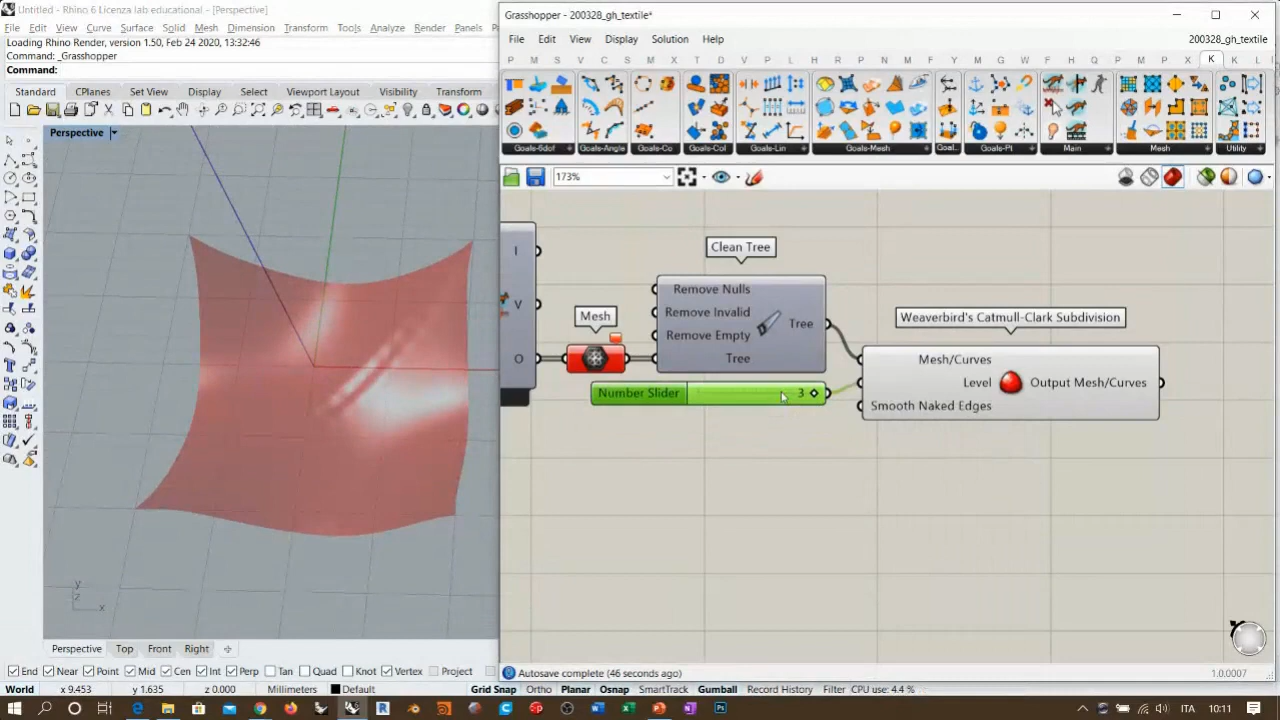 Untitled - Rhino 6 Licenza lab educational - [Perspective]
File Edit View Curve Surface Solid Mesh Dimension Transform Tools Analyze Render Panels
Loading Rhino Render, version 1.50, Feb 24 2020, 13:32:46
Command: _Grasshopper
Command:
Standard CPlanes Set View Display Select Viewport Layout Visibility Transform
Perspective
y
z x
Perspective Top Front Right
End Near Point Mid Cen Int Perp Tan Quad Knot Vertex Project
World x 9.453 y 1.635 z 0.000 Millimeters Default Grid Snap Ortho Planar Osnap SmartTrack Gumball Record History Filter CPU use: 4.4 %
Grasshopper - 200328_gh_textile*
File Edit View Display Solution Help
200328_gh_textile*
P M S V C S M X T D V P L R P M A W U M P T F H P M P T W K L
Goals-6dof Goals-Angle Goals-Co Goals-Col Goals-Lin Goals-Mesh Goal.. Goals-Pt Main Mesh Utility
173%
I
V
O
Mesh
Clean Tree
Remove Nulls
Remove Invalid
Remove Empty
Tree
Tree
Number Slider 3
Weaverbird's Catmull-Clark Subdivision
Mesh/Curves
Level
Smooth Naked Edges
Output Mesh/Curves
Autosave complete (46 seconds ago)
1.0.0007
ITA 10:11